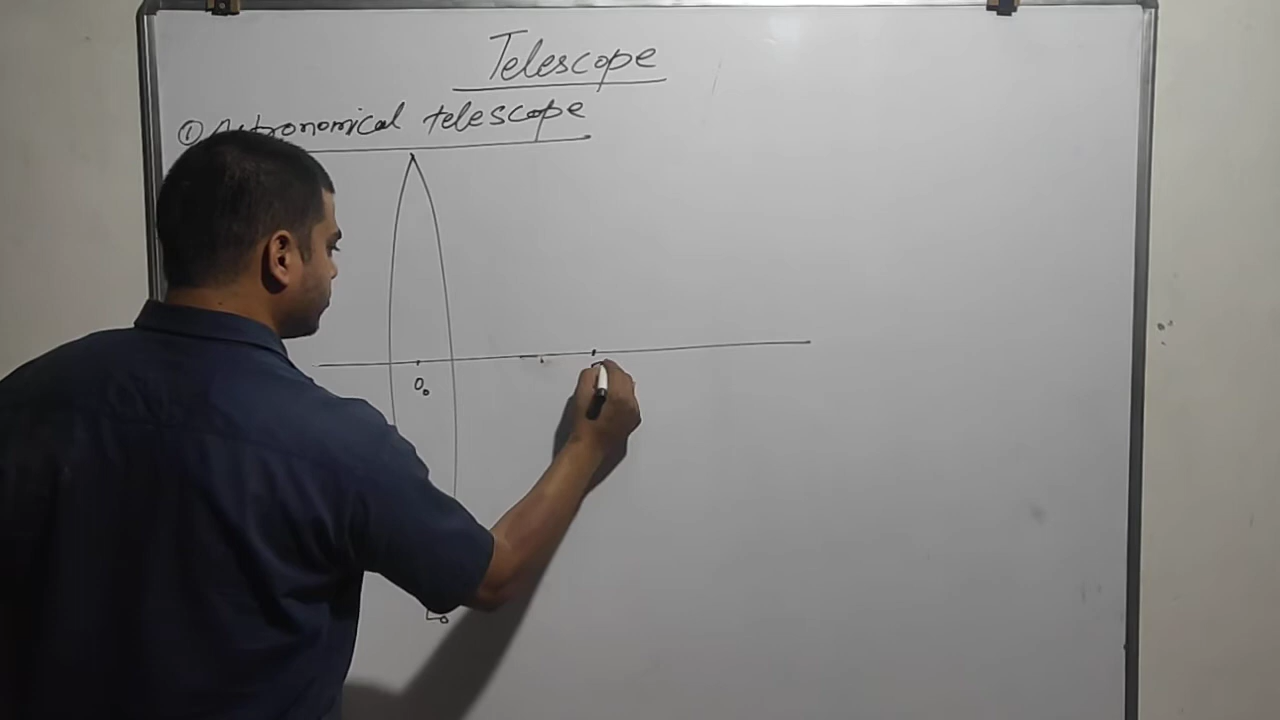 Telescope
① Astronomical telescope
O₀
L₀